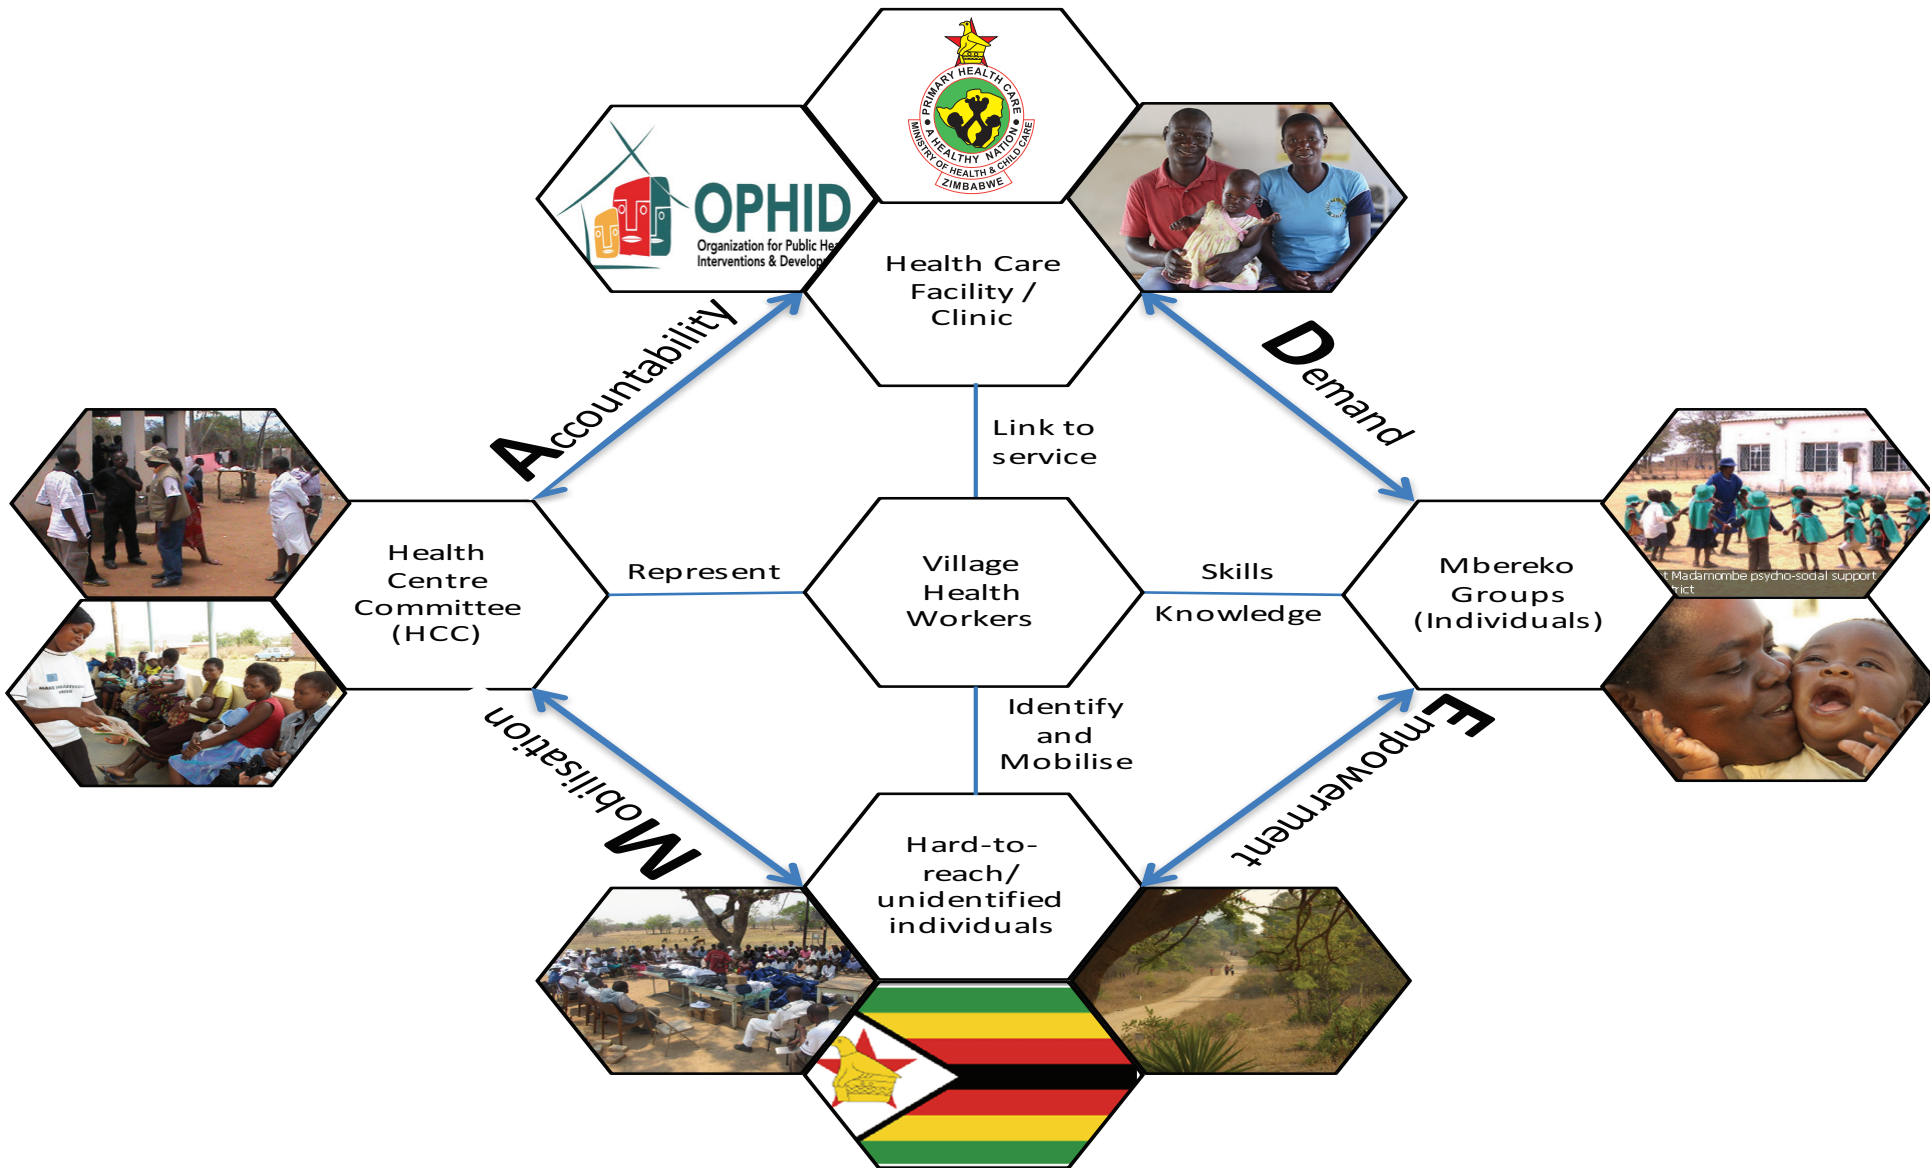 PRIMARY HEALTH CARE
A HEALTHY NATION
MINISTRY OF HEALTH & CHILD CARE
ZIMBABWE
OPHID
Organization for Public Hea
Interventions & Develop
Health Care
Facility /
Clinic
Accountability
Demand
Link to
service
Health
Centre
Committee
(HCC)
Represent
Village
Health
Workers
Skills
Knowledge
Mbereko
Groups
(Individuals)
t Madamombe psycho-social support
trict
Mobilisation
Identify
and
Mobilise
Empowerment
Hard-to-
reach/
unidentified
individuals